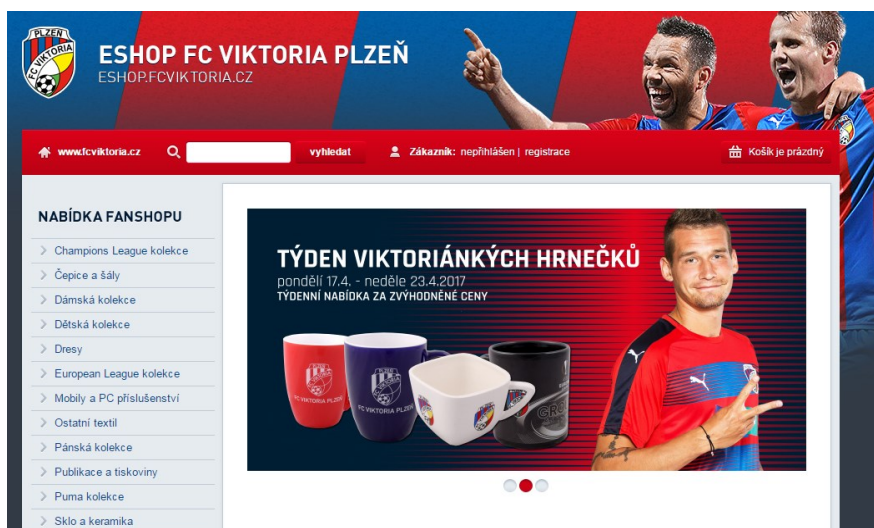 PLZEŇ
VIKTORIA
FC
ESHOP FC VIKTORIA PLZEŇ
ESHOP.FCVIKTORIA.CZ
www.fcviktoria.cz
vyhledat
Zákazník: nepřihlášen | registrace
Košík je prázdný
NABÍDKA FANSHOPU
Champions League kolekce
Čepice a šály
Dámská kolekce
Dětská kolekce
Dresy
European League kolekce
Mobily a PC příslušenství
Ostatní textil
Pánská kolekce
Publikace a tiskoviny
Puma kolekce
Sklo a keramika
TÝDEN VIKTORIÁNKÝCH HRNEČKŮ
pondělí 17.4. - neděle 23.4.2017
TÝDENNÍ NABÍDKA ZA ZVÝHODNĚNÉ CENY
FC VIKTORIA PLZEŇ